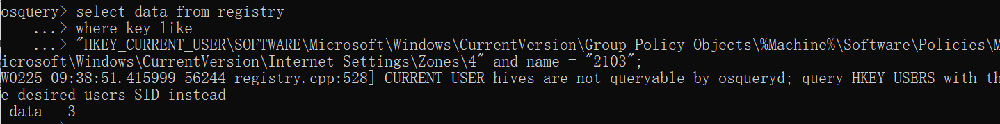 osquery> select data from registry
...> where key like
...> "HKEY_CURRENT_USER\SOFTWARE\Microsoft\Windows\CurrentVersion\Group Policy Objects\%Machine%\Software\Policies\M
icrosoft\Windows\CurrentVersion\Internet Settings\Zones\4" and name = "2103";
W0225 09:38:51.415999 56244 registry.cpp:528] CURRENT_USER hives are not queryable by osqueryd; query HKEY_USERS with th
e desired users SID instead
data = 3